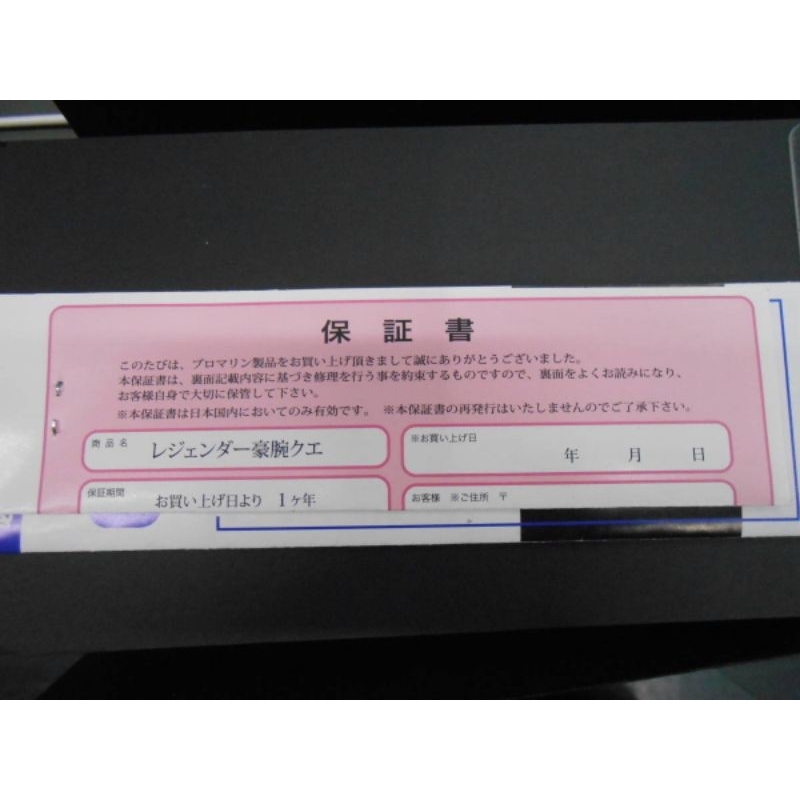 保証書
このたびは、プロマリン製品をお買い上げ頂きまして誠にありがとうございました。
本保証書は、裏面記載内容に基づき修理を行う事を約束するものですので、裏面をよくお読みになり、
お客様自身で大切に保管して下さい。
※本保証書は日本国内においてのみ有効です。 ※本保証書の再発行はいたしませんのでご了承下さい。
商品名 レジェンダー豪腕クエ
※お買い上げ日 年 月 日
保証期間 お買い上げ日より 1ヶ年
お客様 ※ご住所 〒